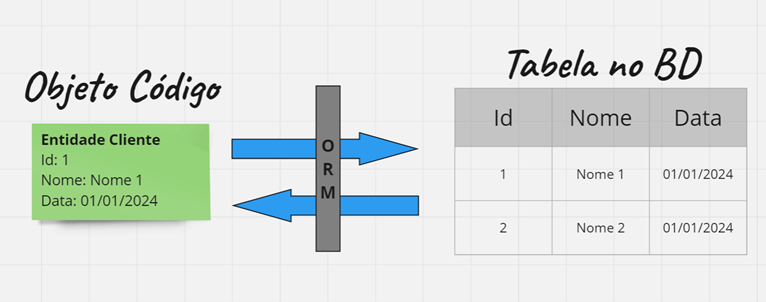 Objeto Código
Entidade Cliente
Id: 1
Nome: Nome 1
Data: 01/01/2024
O
R
M
Tabela no BD
Id Nome Data
1 Nome 1 01/01/2024
2 Nome 2 01/01/2024